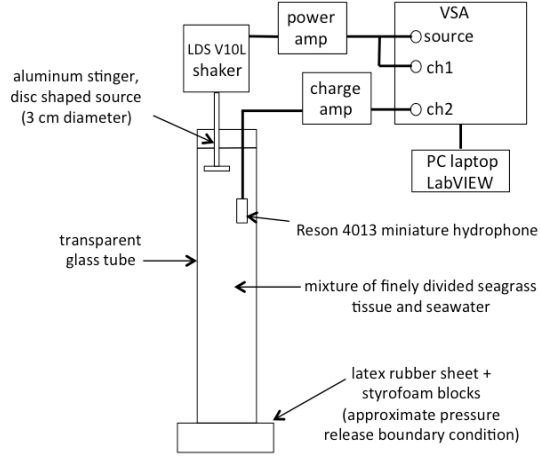 power
amp
VSA
source
ch1
ch2
LDS V10L
shaker
charge
amp
aluminum stinger,
disc shaped source
(3 cm diameter)
PC laptop
LabVIEW
Reson 4013 miniature hydrophone
transparent
glass tube
mixture of finely divided seagrass
tissue and seawater
latex rubber sheet +
styrofoam blocks
(approximate pressure
release boundary condition)